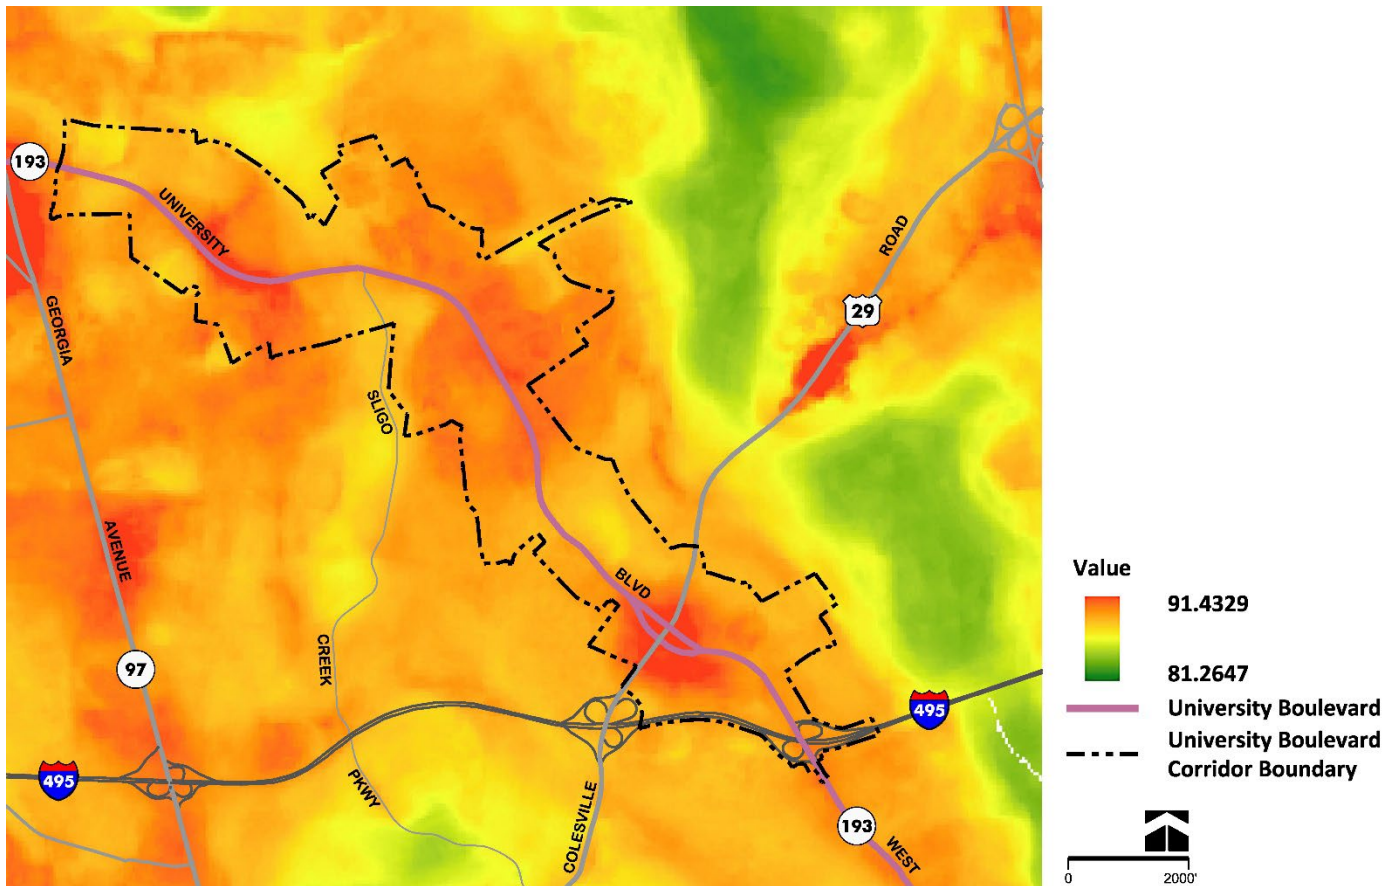 193
UNIVERSITY
ROAD
29
GEORGIA
SLIGO
AVENUE
BLVD
CREEK
97
495
495
PKWY
COLESVILLE
193
WEST
Value
91.4329
81.2647
University Boulevard
University Boulevard
Corridor Boundary
0 2000'